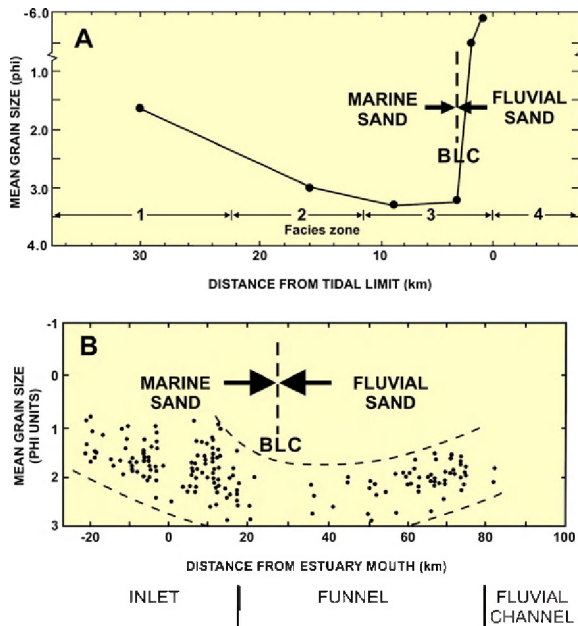 A
MEAN GRAIN SIZE (phi)
-6.0
1.0
2.0
3.0
4.0
MARINE SAND
FLUVIAL SAND
BLC
1 2 3 4
Facies zone
30 20 10 0
DISTANCE FROM TIDAL LIMIT (km)
B
MEAN GRAIN SIZE
(PHI UNITS)
-1
0
1
2
3
MARINE SAND
FLUVIAL SAND
BLC
-20 0 20 40 60 80 100
DISTANCE FROM ESTUARY MOUTH (km)
INLET FUNNEL FLUVIAL
CHANNEL